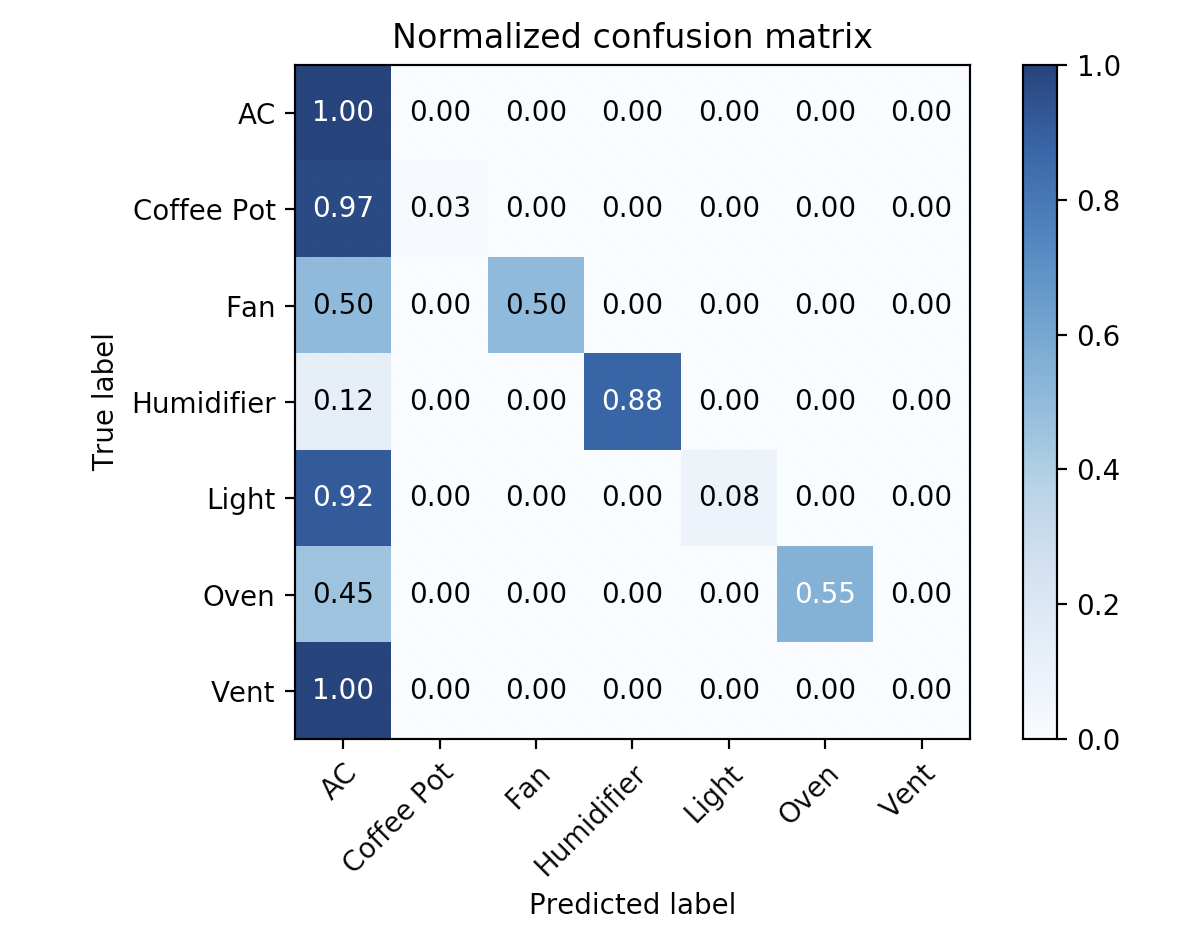 Normalized confusion matrix
True label
AC 1.00 0.00 0.00 0.00 0.00 0.00 0.00
Coffee Pot 0.97 0.03 0.00 0.00 0.00 0.00 0.00
Fan 0.50 0.00 0.50 0.00 0.00 0.00 0.00
Humidifier 0.12 0.00 0.00 0.88 0.00 0.00 0.00
Light 0.92 0.00 0.00 0.00 0.08 0.00 0.00
Oven 0.45 0.00 0.00 0.00 0.00 0.55 0.00
Vent 1.00 0.00 0.00 0.00 0.00 0.00 0.00
AC Coffee Pot Fan Humidifier Light Oven Vent
Predicted label
1.0
0.8
0.6
0.4
0.2
0.0